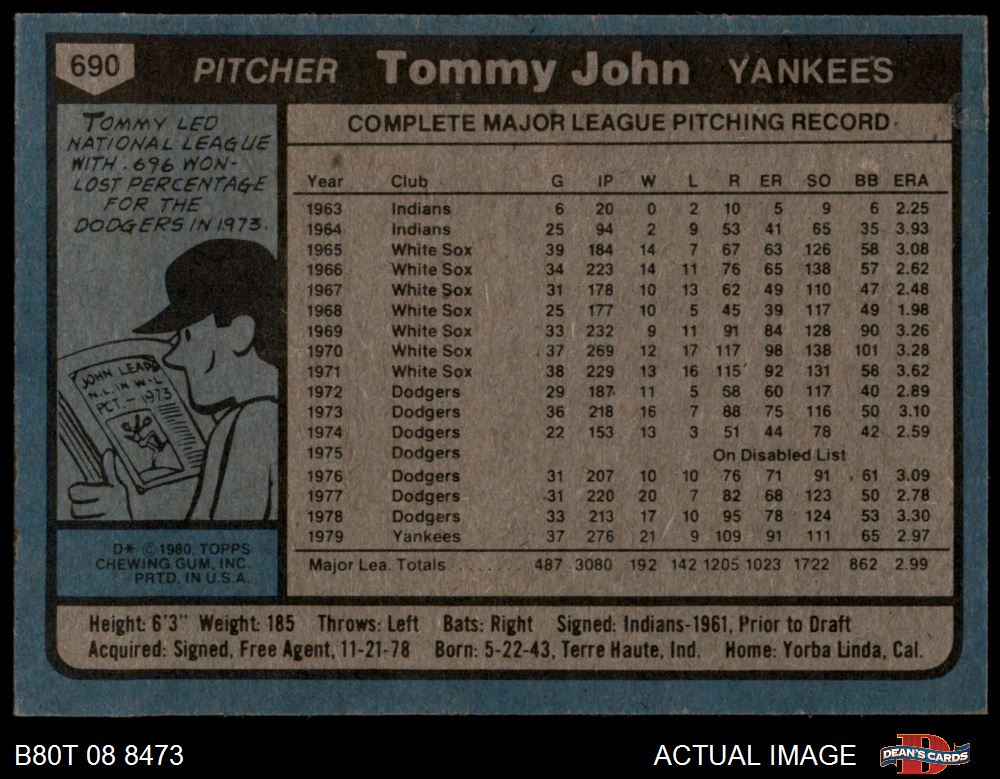 690 PITCHER Tommy John YANKEES
TOMMY LED
NATIONAL LEAGUE
WITH .696 WON-
LOST PERCENTAGE
FOR THE
DODGERS IN 1973.
JOHN LEADS
N.L. IN W-L
PCT. - 1973
D* © 1980, TOPPS
CHEWING GUM, INC.
PRTD. IN U.S.A.
COMPLETE MAJOR LEAGUE PITCHING RECORD
Year Club G IP W L R ER SO BB ERA
1963 Indians 6 20 0 2 10 5 9 6 2.25
1964 Indians 25 94 2 9 53 41 65 35 3.93
1965 White Sox 39 184 14 7 67 63 126 58 3.08
1966 White Sox 34 223 14 11 76 65 138 57 2.62
1967 White Sox 31 178 10 13 62 49 110 47 2.48
1968 White Sox 25 177 10 5 45 39 117 49 1.98
1969 White Sox 33 232 9 11 91 84 128 90 3.26
1970 White Sox 37 269 12 17 117 98 138 101 3.28
1971 White Sox 38 229 13 16 115 92 131 58 3.62
1972 Dodgers 29 187 11 5 68 60 117 40 2.89
1973 Dodgers 36 218 16 7 88 75 116 50 3.10
1974 Dodgers 22 153 13 3 51 44 78 42 2.59
1975 Dodgers On Disabled List
1976 Dodgers 31 207 10 10 76 71 91 61 3.09
1977 Dodgers 31 220 20 7 82 68 123 50 2.78
1978 Dodgers 33 213 17 10 95 78 124 53 3.30
1979 Yankees 37 276 21 9 109 91 111 65 2.97
Major Lea. Totals ....... 487 3080 192 142 1205 1023 1722 862 2.99
Height: 6'3" Weight: 185 Throws: Left Bats: Right Signed: Indians-1961, Prior to Draft
Acquired: Signed, Free Agent, 11-21-78 Born: 5-22-43, Terre Haute, Ind. Home: Yorba Linda, Cal.
B80T 08 8473 ACTUAL IMAGE DEAN'S CARDS